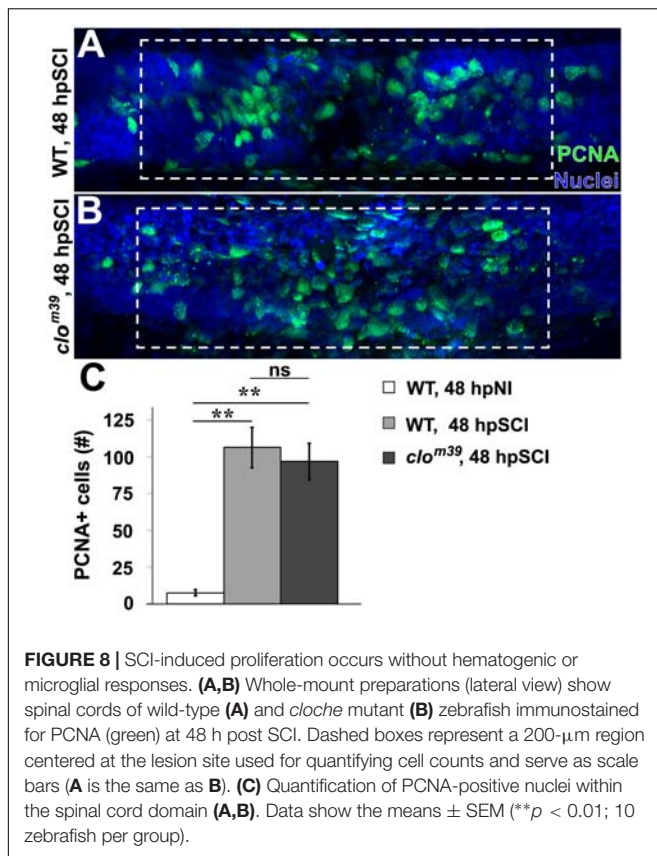 A
WT, 48 hpSCI
PCNA
Nuclei
B
clo^m39, 48 hpSCI
C
ns
**
**
PCNA+ cells (#)
125
100
75
50
25
0
WT, 48 hpNI
WT, 48 hpSCI
clo^m39, 48 hpSCI
FIGURE 8 | SCI-induced proliferation occurs without hematogenic or
microglial responses. (A,B) Whole-mount preparations (lateral view) show
spinal cords of wild-type (A) and cloche mutant (B) zebrafish immunostained
for PCNA (green) at 48 h post SCI. Dashed boxes represent a 200-μm region
centered at the lesion site used for quantifying cell counts and serve as scale
bars (A is the same as B). (C) Quantification of PCNA-positive nuclei within
the spinal cord domain (A,B). Data show the means ± SEM (**p < 0.01; 10
zebrafish per group).